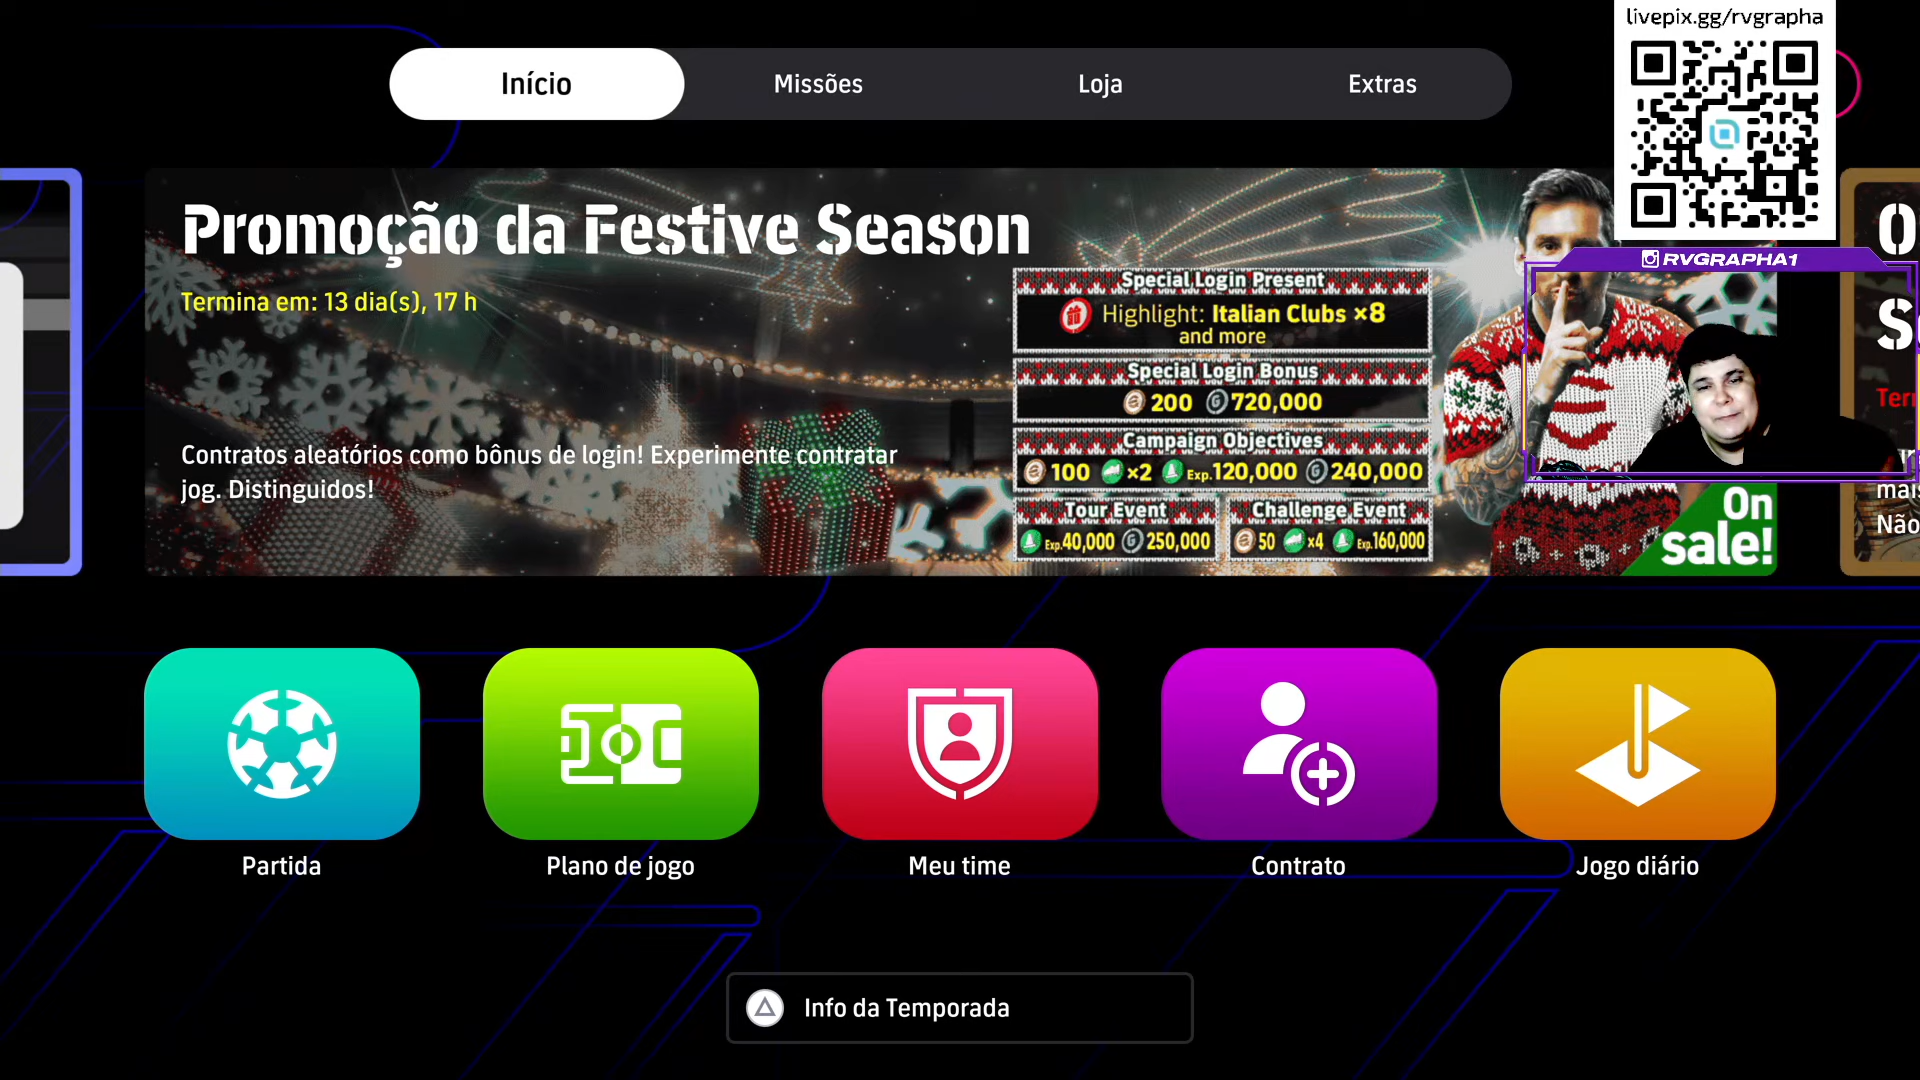 livepix.gg/rvgrapha
Início
Missões
Loja
Extras
Promoção da Festive Season
Termina em: 13 dia(s), 17 h
Contratos aleatórios como bônus de login! Experimente contratar
jog. Distinguidos!
Special Login Present
Highlight: Italian Clubs ×8
and more
Special Login Bonus
200 720,000
Campaign Objectives
100 ×2 Exp.120,000 240,000
Tour Event
Exp.40,000 250,000
Challenge Event
50 ×4 Exp.160,000
On
sale!
RVGRAPHA1
mais
Não
Partida
Plano de jogo
Meu time
Contrato
Jogo diário
Info da Temporada